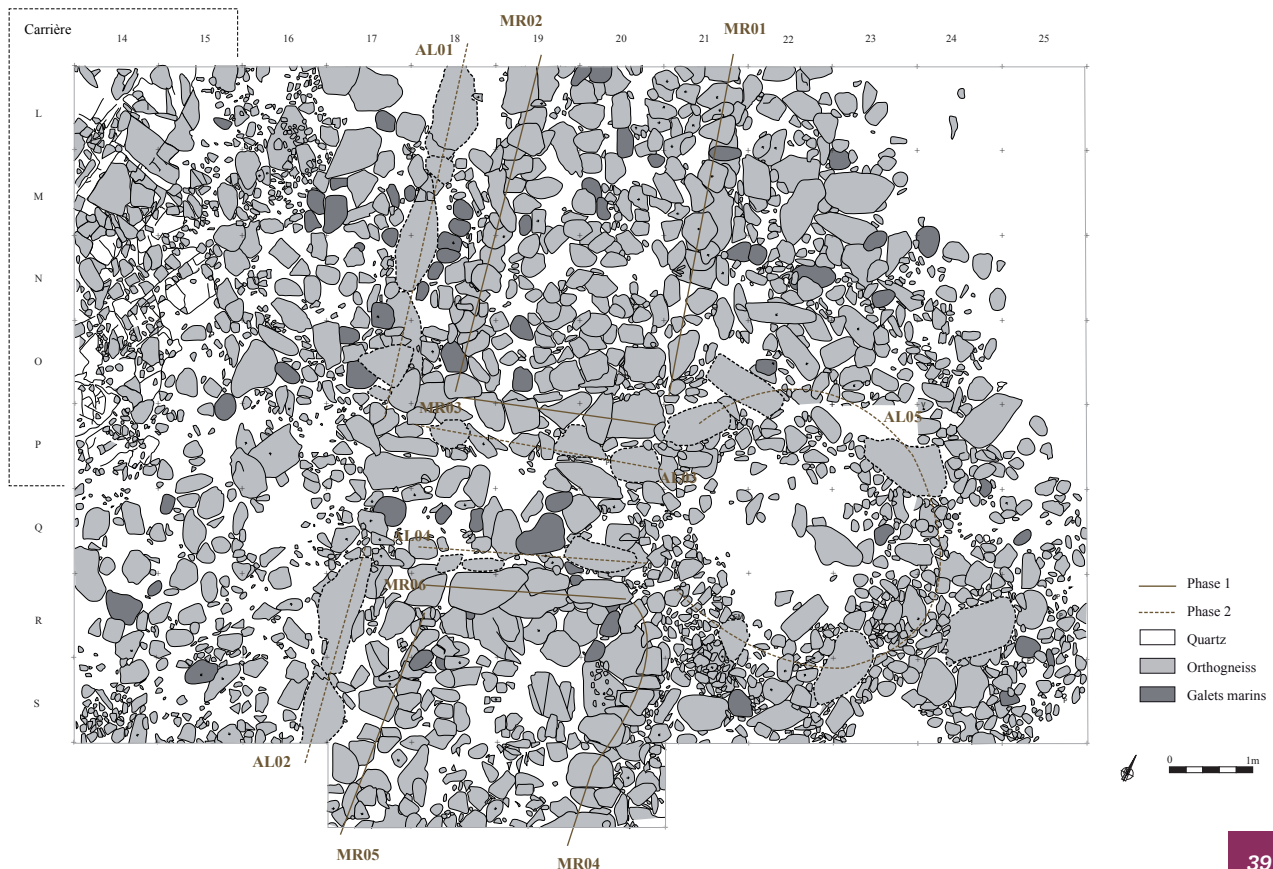 Carrière
14 15 16 17 18 19 20 21 22 23 24 25
MR02
MR01
AL01
L
M
N
O
P
Q
R
S
MR03
AL05
AL03
AL04
MR06
AL02
MR05
MR04
Phase 1
Phase 2
Quartz
Orthogneiss
Galets marins
0 1m
39